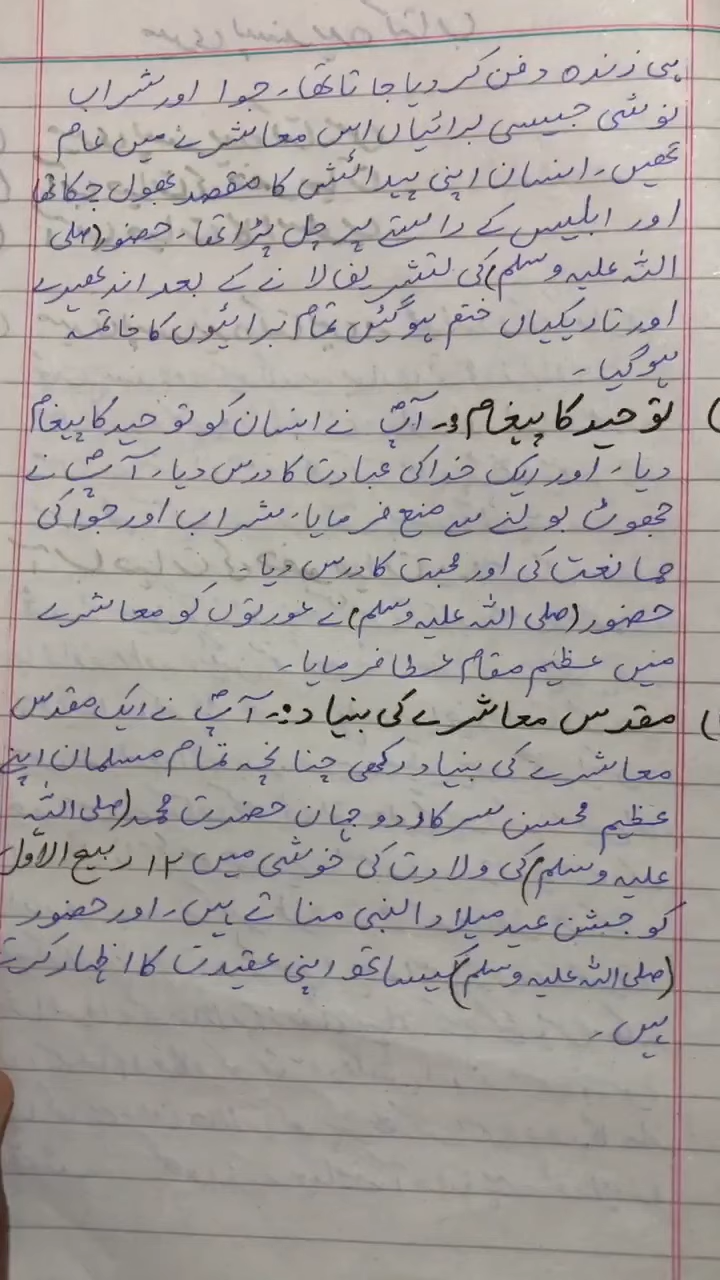 ہی زندہ دفن کر دیا جاتا تھا۔ جوا اور شراب
نوشی جیسی برائیاں اس معاشرے میں عام
تھیں۔ انسان اپنی پیدائش کا مقصد بھول چکا تھا
اور ابلیس کے راستے پر چل پڑا تھا۔ حضور (صلی
اللہ علیہ وسلم) کی تشریف لانے کے بعد اندھیرے
اور تاریکیاں ختم ہوگئیں تمام برائیوں کا خاتمہ
ہوگیا۔
) توحید کا پیغام :۔ آپؐ نے انسان کو توحید کا پیغام
دیا۔ اور ایک خدا کی عبادت کا درس دیا۔ آپؐ نے
جھوٹ بولنے سے منع فرمایا۔ شراب اور جوا کی
ممانعت کی اور محبت کا درس دیا۔
حضور (صلی اللہ علیہ وسلم) نے عورتوں کو معاشرے
میں عظیم مقام عطا فرمایا۔
) مقدس معاشرے کی بنیاد :۔ آپؐ نے ایک مقدس
معاشرے کی بنیاد رکھی چنانچہ تمام مسلمان اپنے
عظیم محسن سرکار دو جہان حضرت محمد (صلی اللہ
علیہ وسلم) کی ولادت کی خوشی میں ۱۲ ربیع الاول
کو جشن عید میلاد النبی مناتے ہیں۔ اور حضور
(صلی اللہ علیہ وسلم) کیساتھ اپنی عقیدت کا اظہار کرتے
ہیں۔